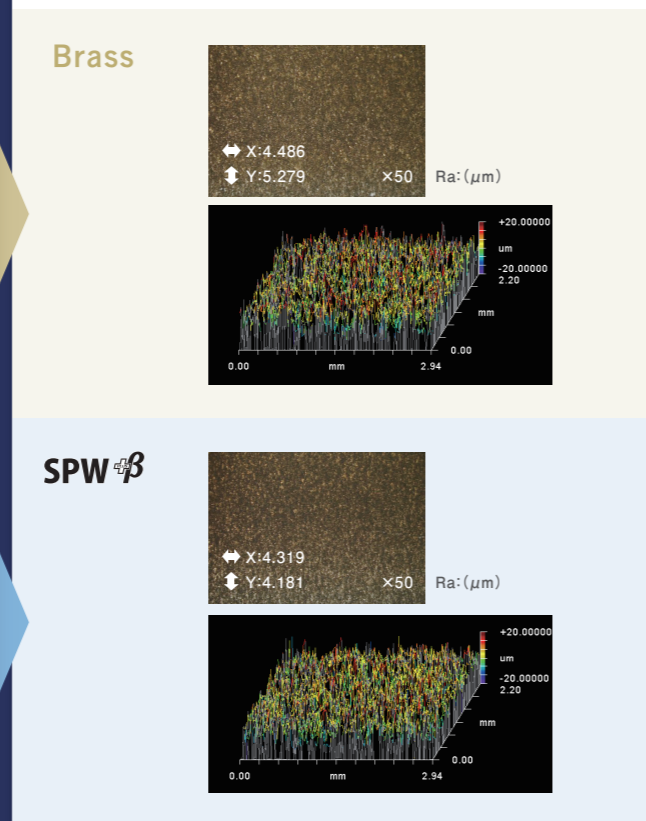 Brass
↔ X:4.486
↕ Y:5.279 ×50 Ra:(μm)
+20.00000
um
-20.00000
2.20
mm
0.00
0.00 mm 2.94
SPW+β
↔ X:4.319
↕ Y:4.181 ×50 Ra:(μm)
+20.00000
um
-20.00000
2.20
mm
0.00
0.00 mm 2.94